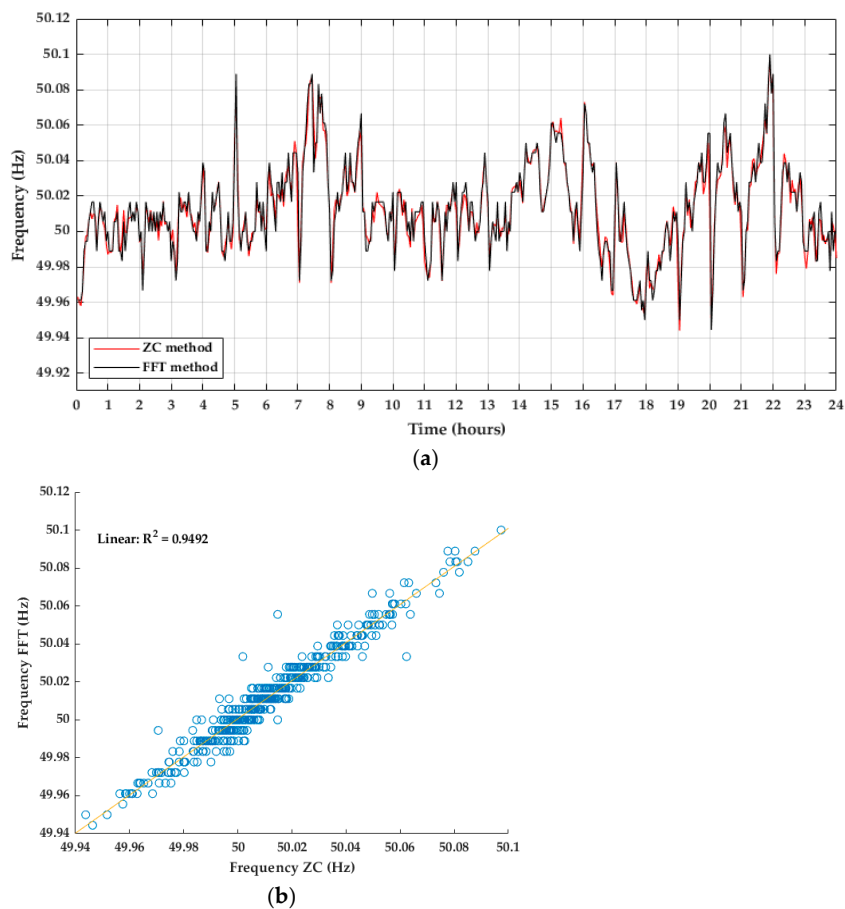 50.12
50.1
50.08
50.06
50.04
50.02
50
49.98
49.96
49.94
49.92
Frequency (Hz)
ZC method
FFT method
0 1 2 3 4 5 6 7 8 9 10 11 12 13 14 15 16 17 18 19 20 21 22 23 24
Time (hours)
(a)
50.12
50.1
50.08
50.06
50.04
50.02
50
49.98
49.96
49.94
Frequency FFT (Hz)
Linear: R² = 0.9492
49.94 49.96 49.98 50 50.02 50.04 50.06 50.08 50.1
Frequency ZC (Hz)
(b)